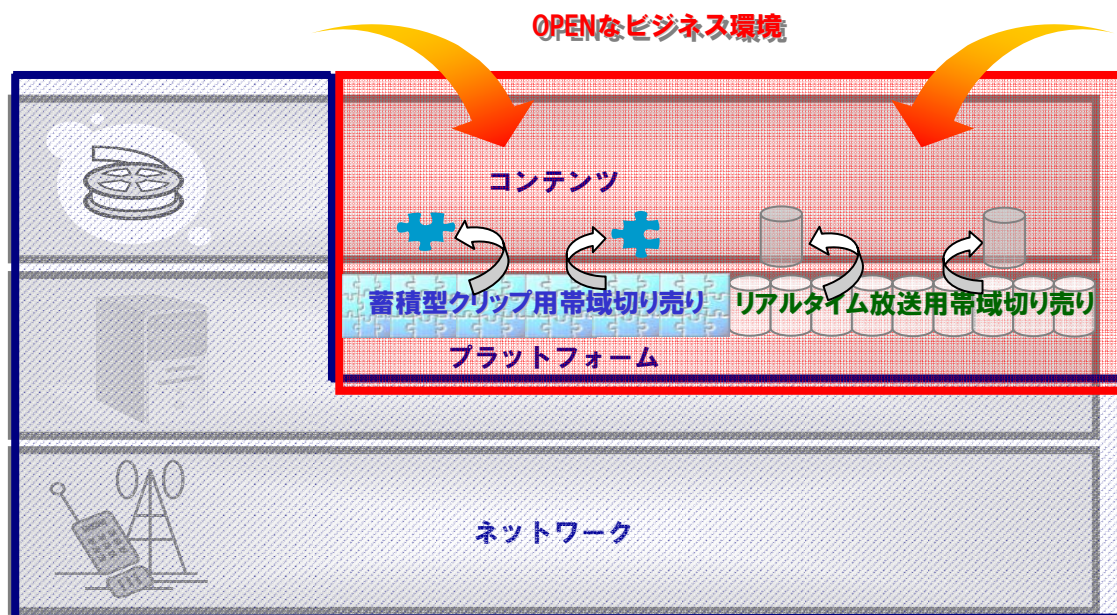 OPENなビジネス環境
コンテンツ
蓄積型クリップ用帯域切り売り
リアルタイム放送用帯域切り売り
プラットフォーム
ネットワーク